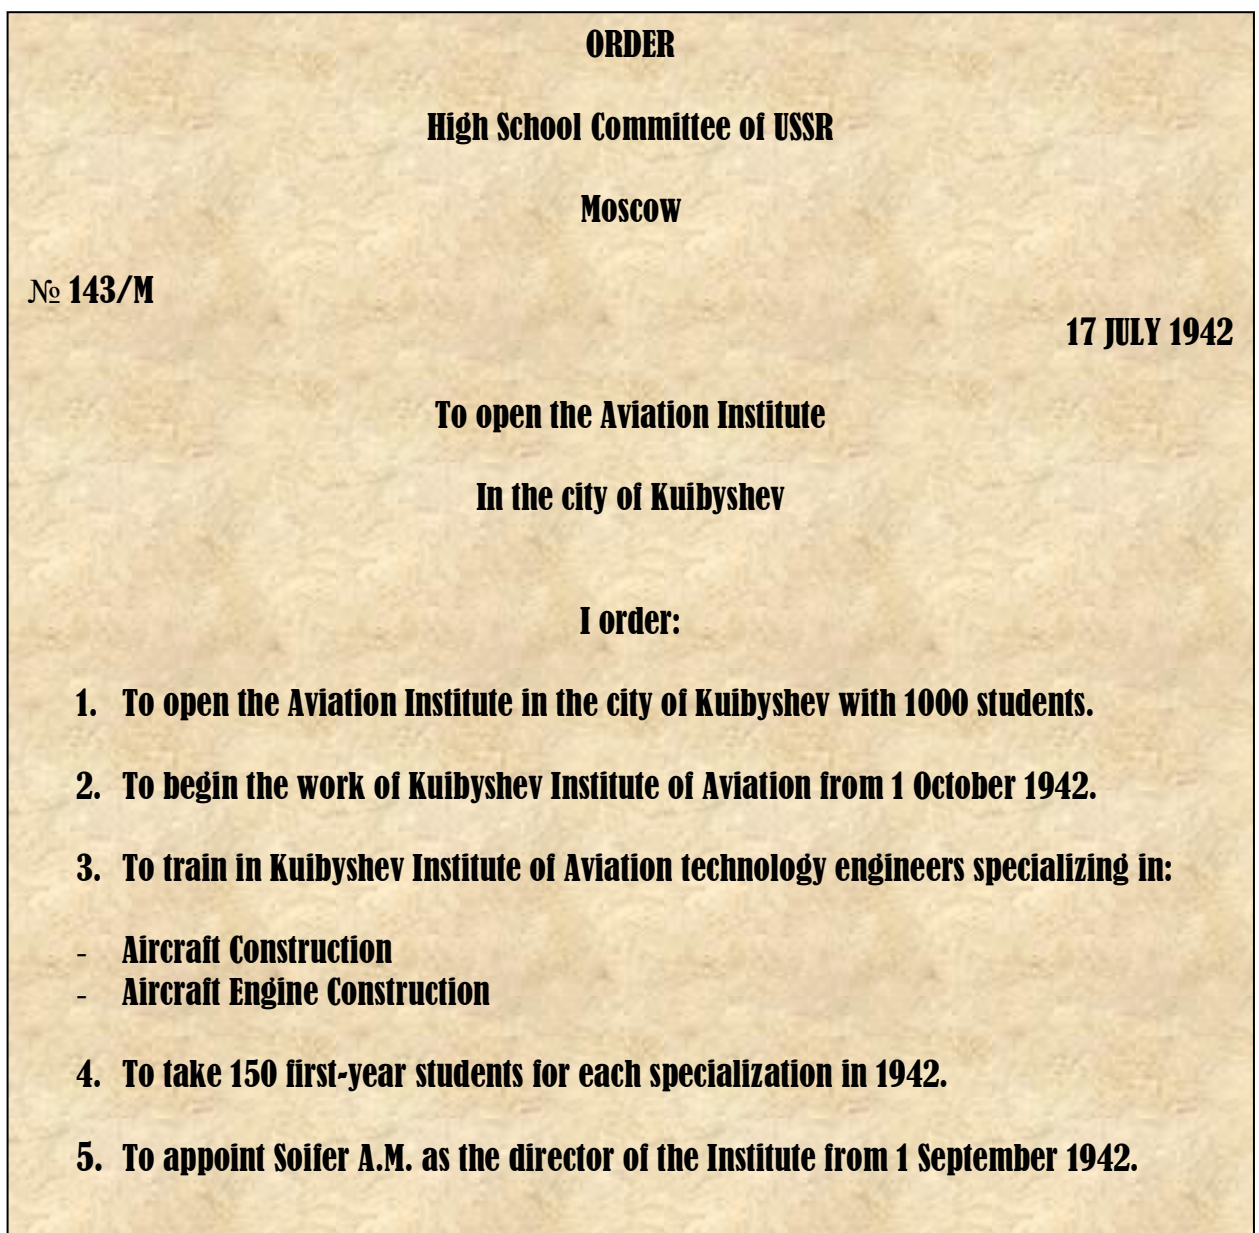 ORDER
High School Committee of USSR
Moscow
№ 143/M
17 JULY 1942
To open the Aviation Institute
In the city of Kuibyshev
I order:
1. To open the Aviation Institute in the city of Kuibyshev with 1000 students.
2. To begin the work of Kuibyshev Institute of Aviation from 1 October 1942.
3. To train in Kuibyshev Institute of Aviation technology engineers specializing in:
- Aircraft Construction
- Aircraft Engine Construction
4. To take 150 first-year students for each specialization in 1942.
5. To appoint Soifer A.M. as the director of the Institute from 1 September 1942.